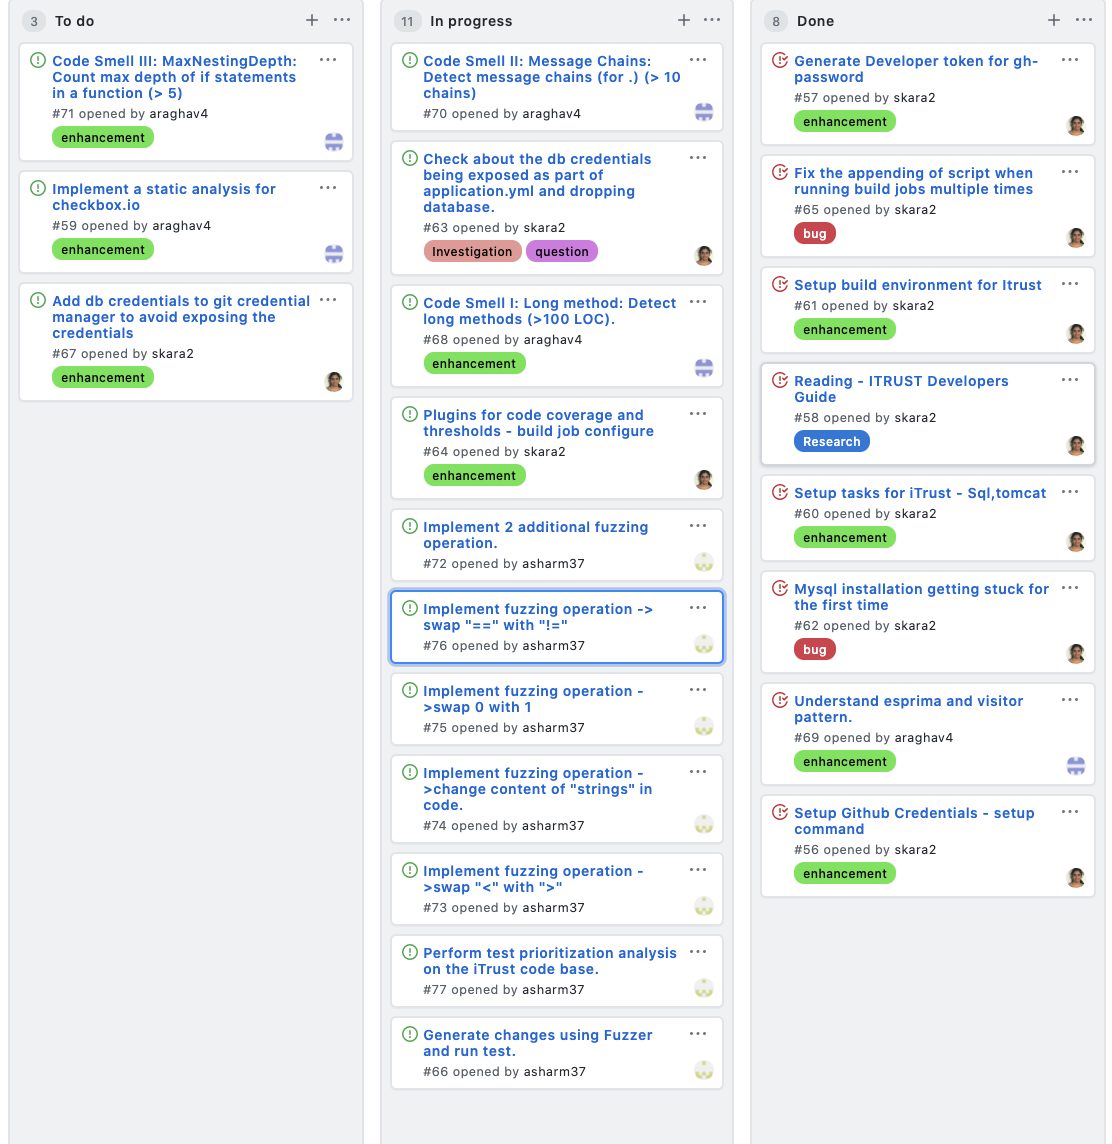 3 To do
Code Smell III: MaxNestingDepth:
Count max depth of if statements
in a function (> 5)
#71 opened by araghav4
enhancement
Implement a static analysis for
checkbox.io
#59 opened by araghav4
enhancement
Add db credentials to git credential
manager to avoid exposing the
credentials
#67 opened by skara2
enhancement
11 In progress
Code Smell II: Message Chains:
Detect message chains (for .) (> 10
chains)
#70 opened by araghav4
Check about the db credentials
being exposed as part of
application.yml and dropping
database.
#63 opened by skara2
Investigation question
Code Smell I: Long method: Detect
long methods (>100 LOC).
#68 opened by araghav4
enhancement
Plugins for code coverage and
thresholds - build job configure
#64 opened by skara2
enhancement
Implement 2 additional fuzzing
operation.
#72 opened by asharm37
Implement fuzzing operation ->
swap "==" with "!="
#76 opened by asharm37
Implement fuzzing operation -
>swap 0 with 1
#75 opened by asharm37
Implement fuzzing operation -
>change content of "strings" in
code.
#74 opened by asharm37
Implement fuzzing operation -
>swap "<" with ">"
#73 opened by asharm37
Perform test prioritization analysis
on the iTrust code base.
#77 opened by asharm37
Generate changes using Fuzzer
and run test.
#66 opened by asharm37
8 Done
Generate Developer token for gh-
password
#57 opened by skara2
enhancement
Fix the appending of script when
running build jobs multiple times
#65 opened by skara2
bug
Setup build environment for Itrust
#61 opened by skara2
enhancement
Reading - ITRUST Developers
Guide
#58 opened by skara2
Research
Setup tasks for iTrust - Sql,tomcat
#60 opened by skara2
enhancement
Mysql installation getting stuck for
the first time
#62 opened by skara2
bug
Understand esprima and visitor
pattern.
#69 opened by araghav4
enhancement
Setup Github Credentials - setup
command
#56 opened by skara2
enhancement